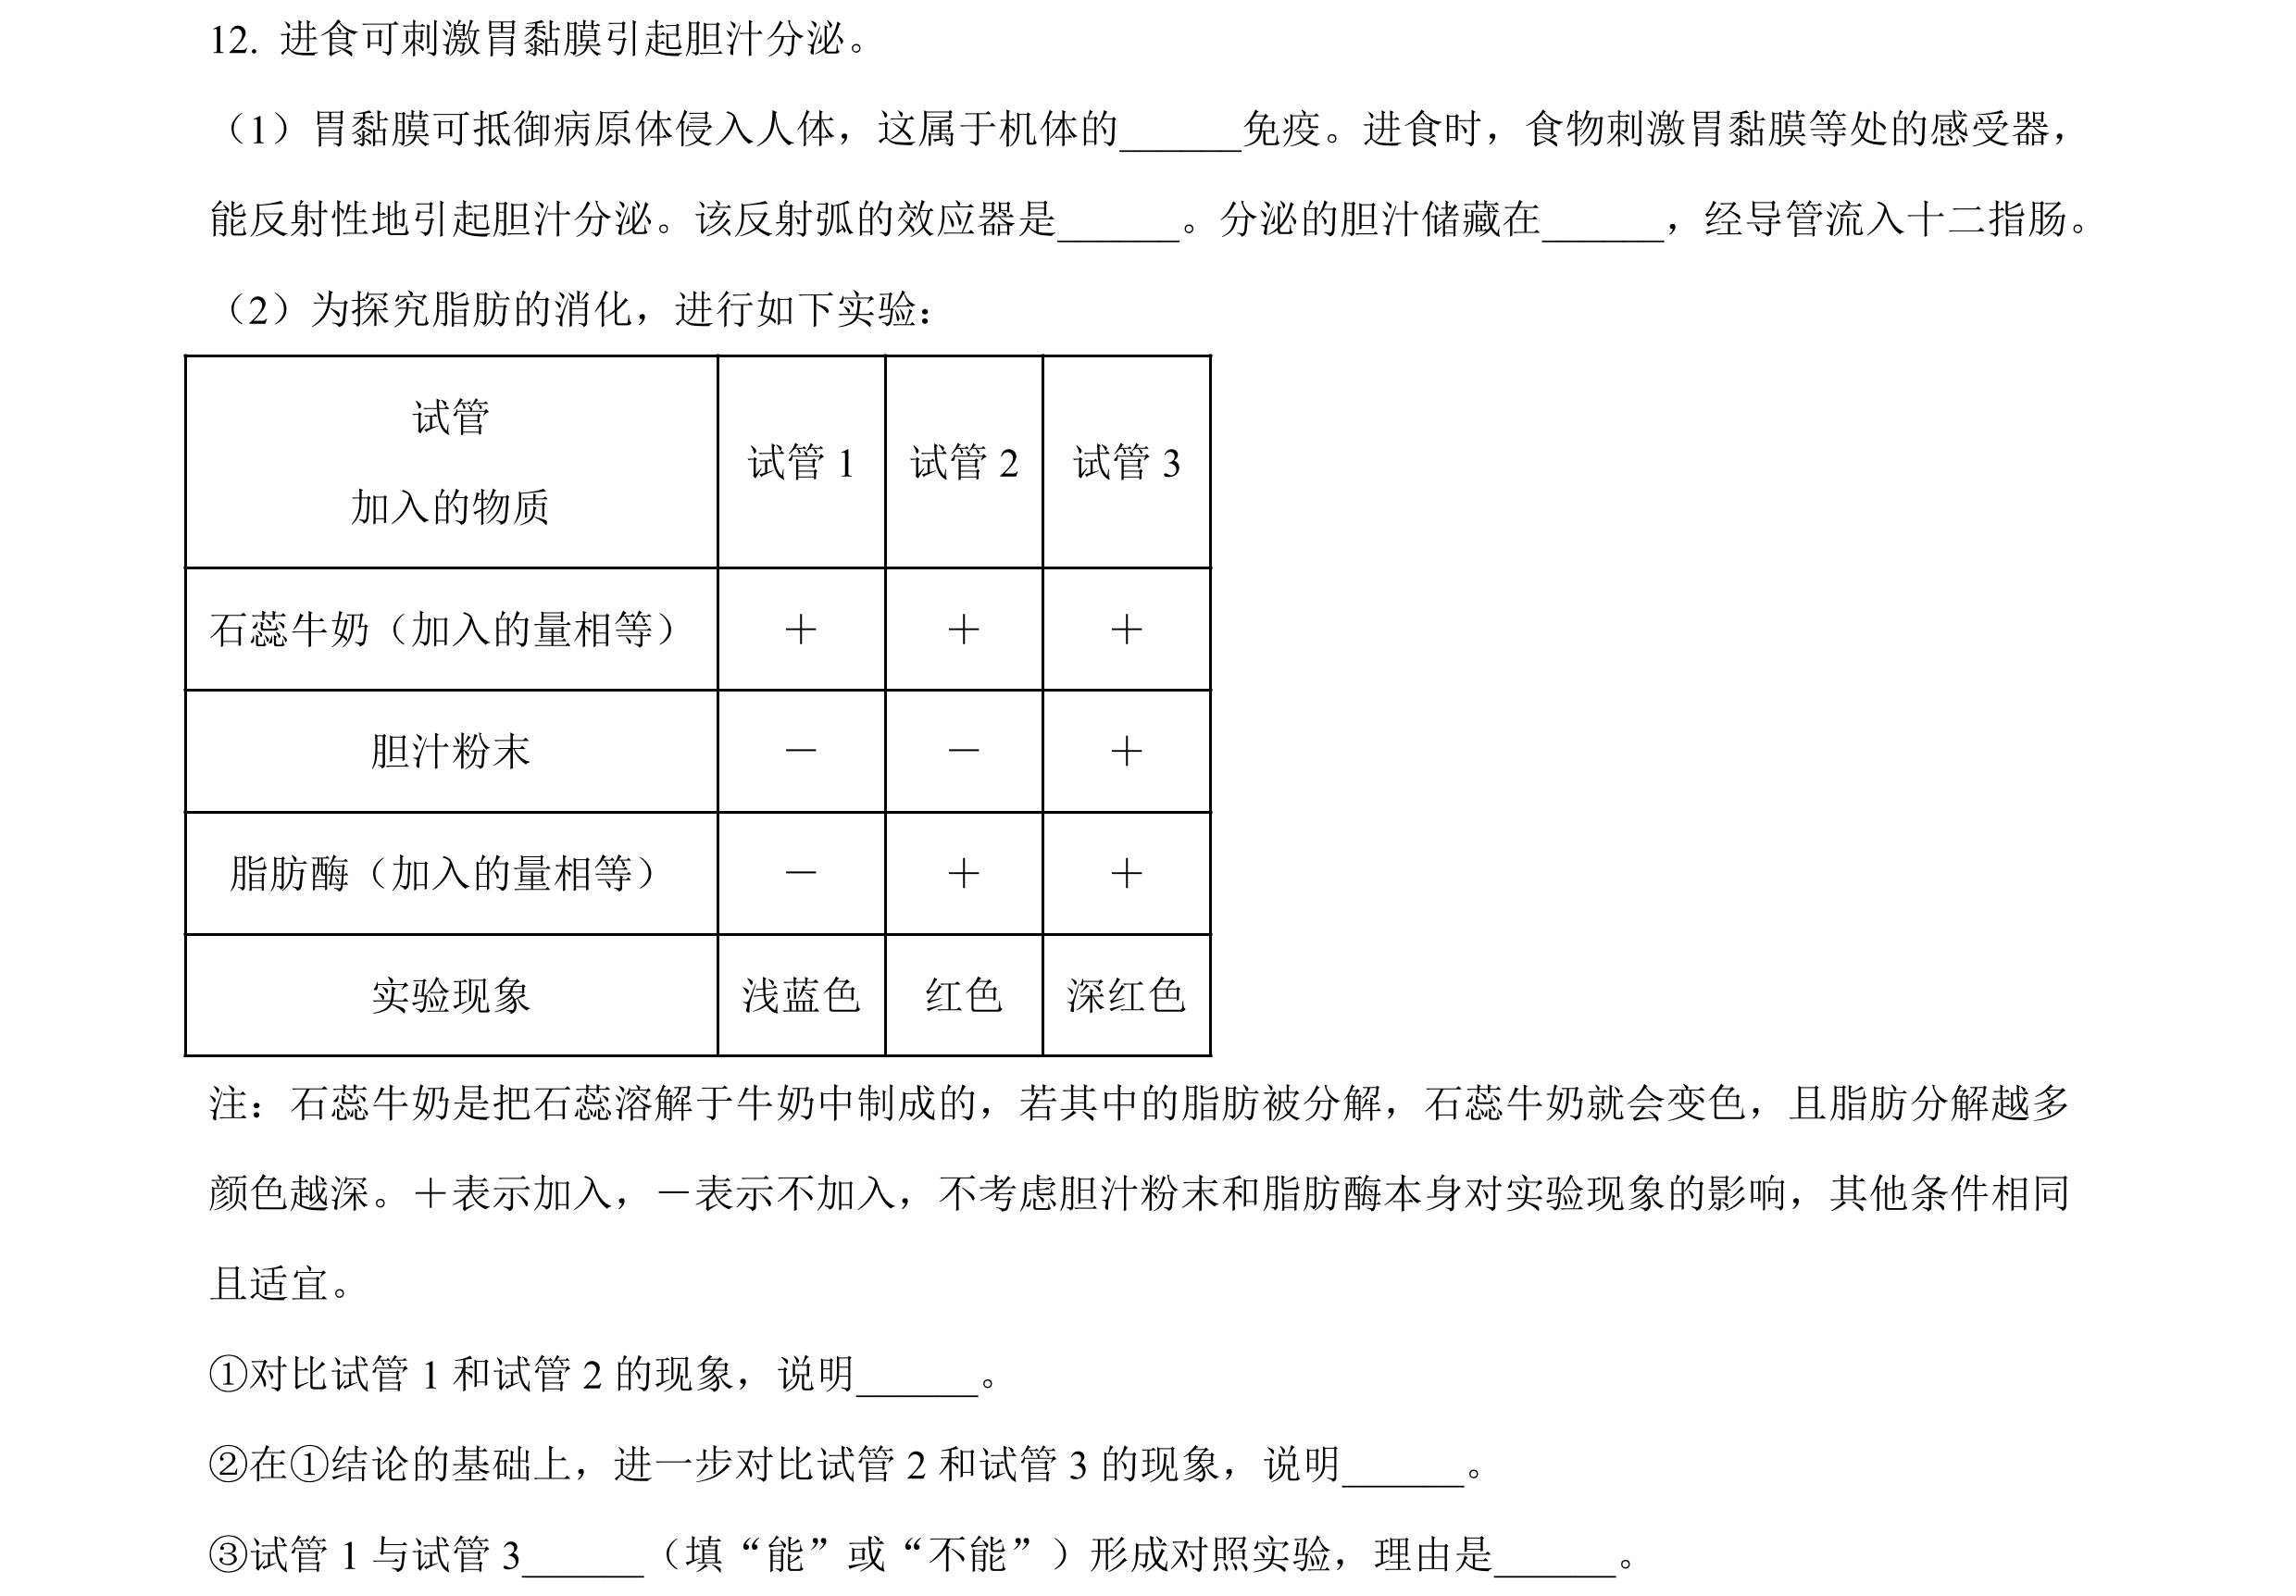 12. 进食可刺激胃黏膜引起胆汁分泌。
（1）胃黏膜可抵御病原体侵入人体，这属于机体的______免疫。进食时，食物刺激胃黏膜等处的感受器，
能反射性地引起胆汁分泌。该反射弧的效应器是______。分泌的胆汁储藏在______，经导管流入十二指肠。
（2）为探究脂肪的消化，进行如下实验：
试管
加入的物质
试管 1 试管 2 试管 3
石蕊牛奶（加入的量相等） ＋ ＋ ＋
胆汁粉末 － － ＋
脂肪酶（加入的量相等） － ＋ ＋
实验现象 浅蓝色 红色 深红色
注：石蕊牛奶是把石蕊溶解于牛奶中制成的，若其中的脂肪被分解，石蕊牛奶就会变色，且脂肪分解越多
颜色越深。＋表示加入，－表示不加入，不考虑胆汁粉末和脂肪酶本身对实验现象的影响，其他条件相同
且适宜。
①对比试管 1 和试管 2 的现象，说明______。
②在①结论的基础上，进一步对比试管 2 和试管 3 的现象，说明______。
③试管 1 与试管 3______（填“能”或“不能”）形成对照实验，理由是______。